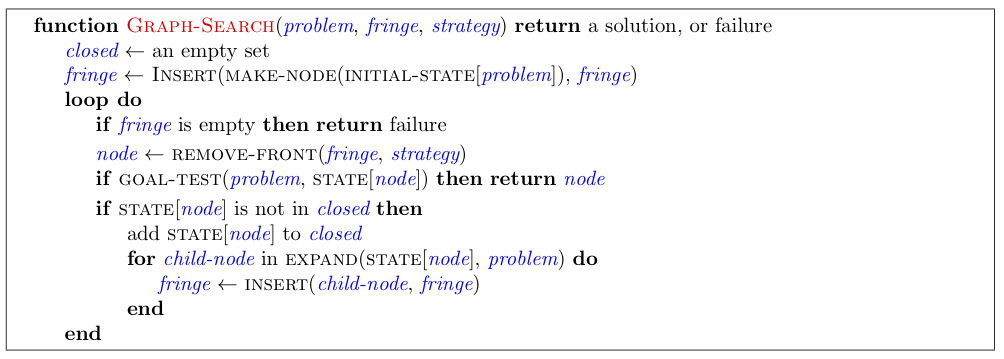 function Graph-Search(problem, fringe, strategy) return a solution, or failure
closed ← an empty set
fringe ← Insert(make-node(initial-state[problem]), fringe)
loop do
if fringe is empty then return failure
node ← remove-front(fringe, strategy)
if goal-test(problem, state[node]) then return node
if state[node] is not in closed then
add state[node] to closed
for child-node in expand(state[node], problem) do
fringe ← insert(child-node, fringe)
end
end